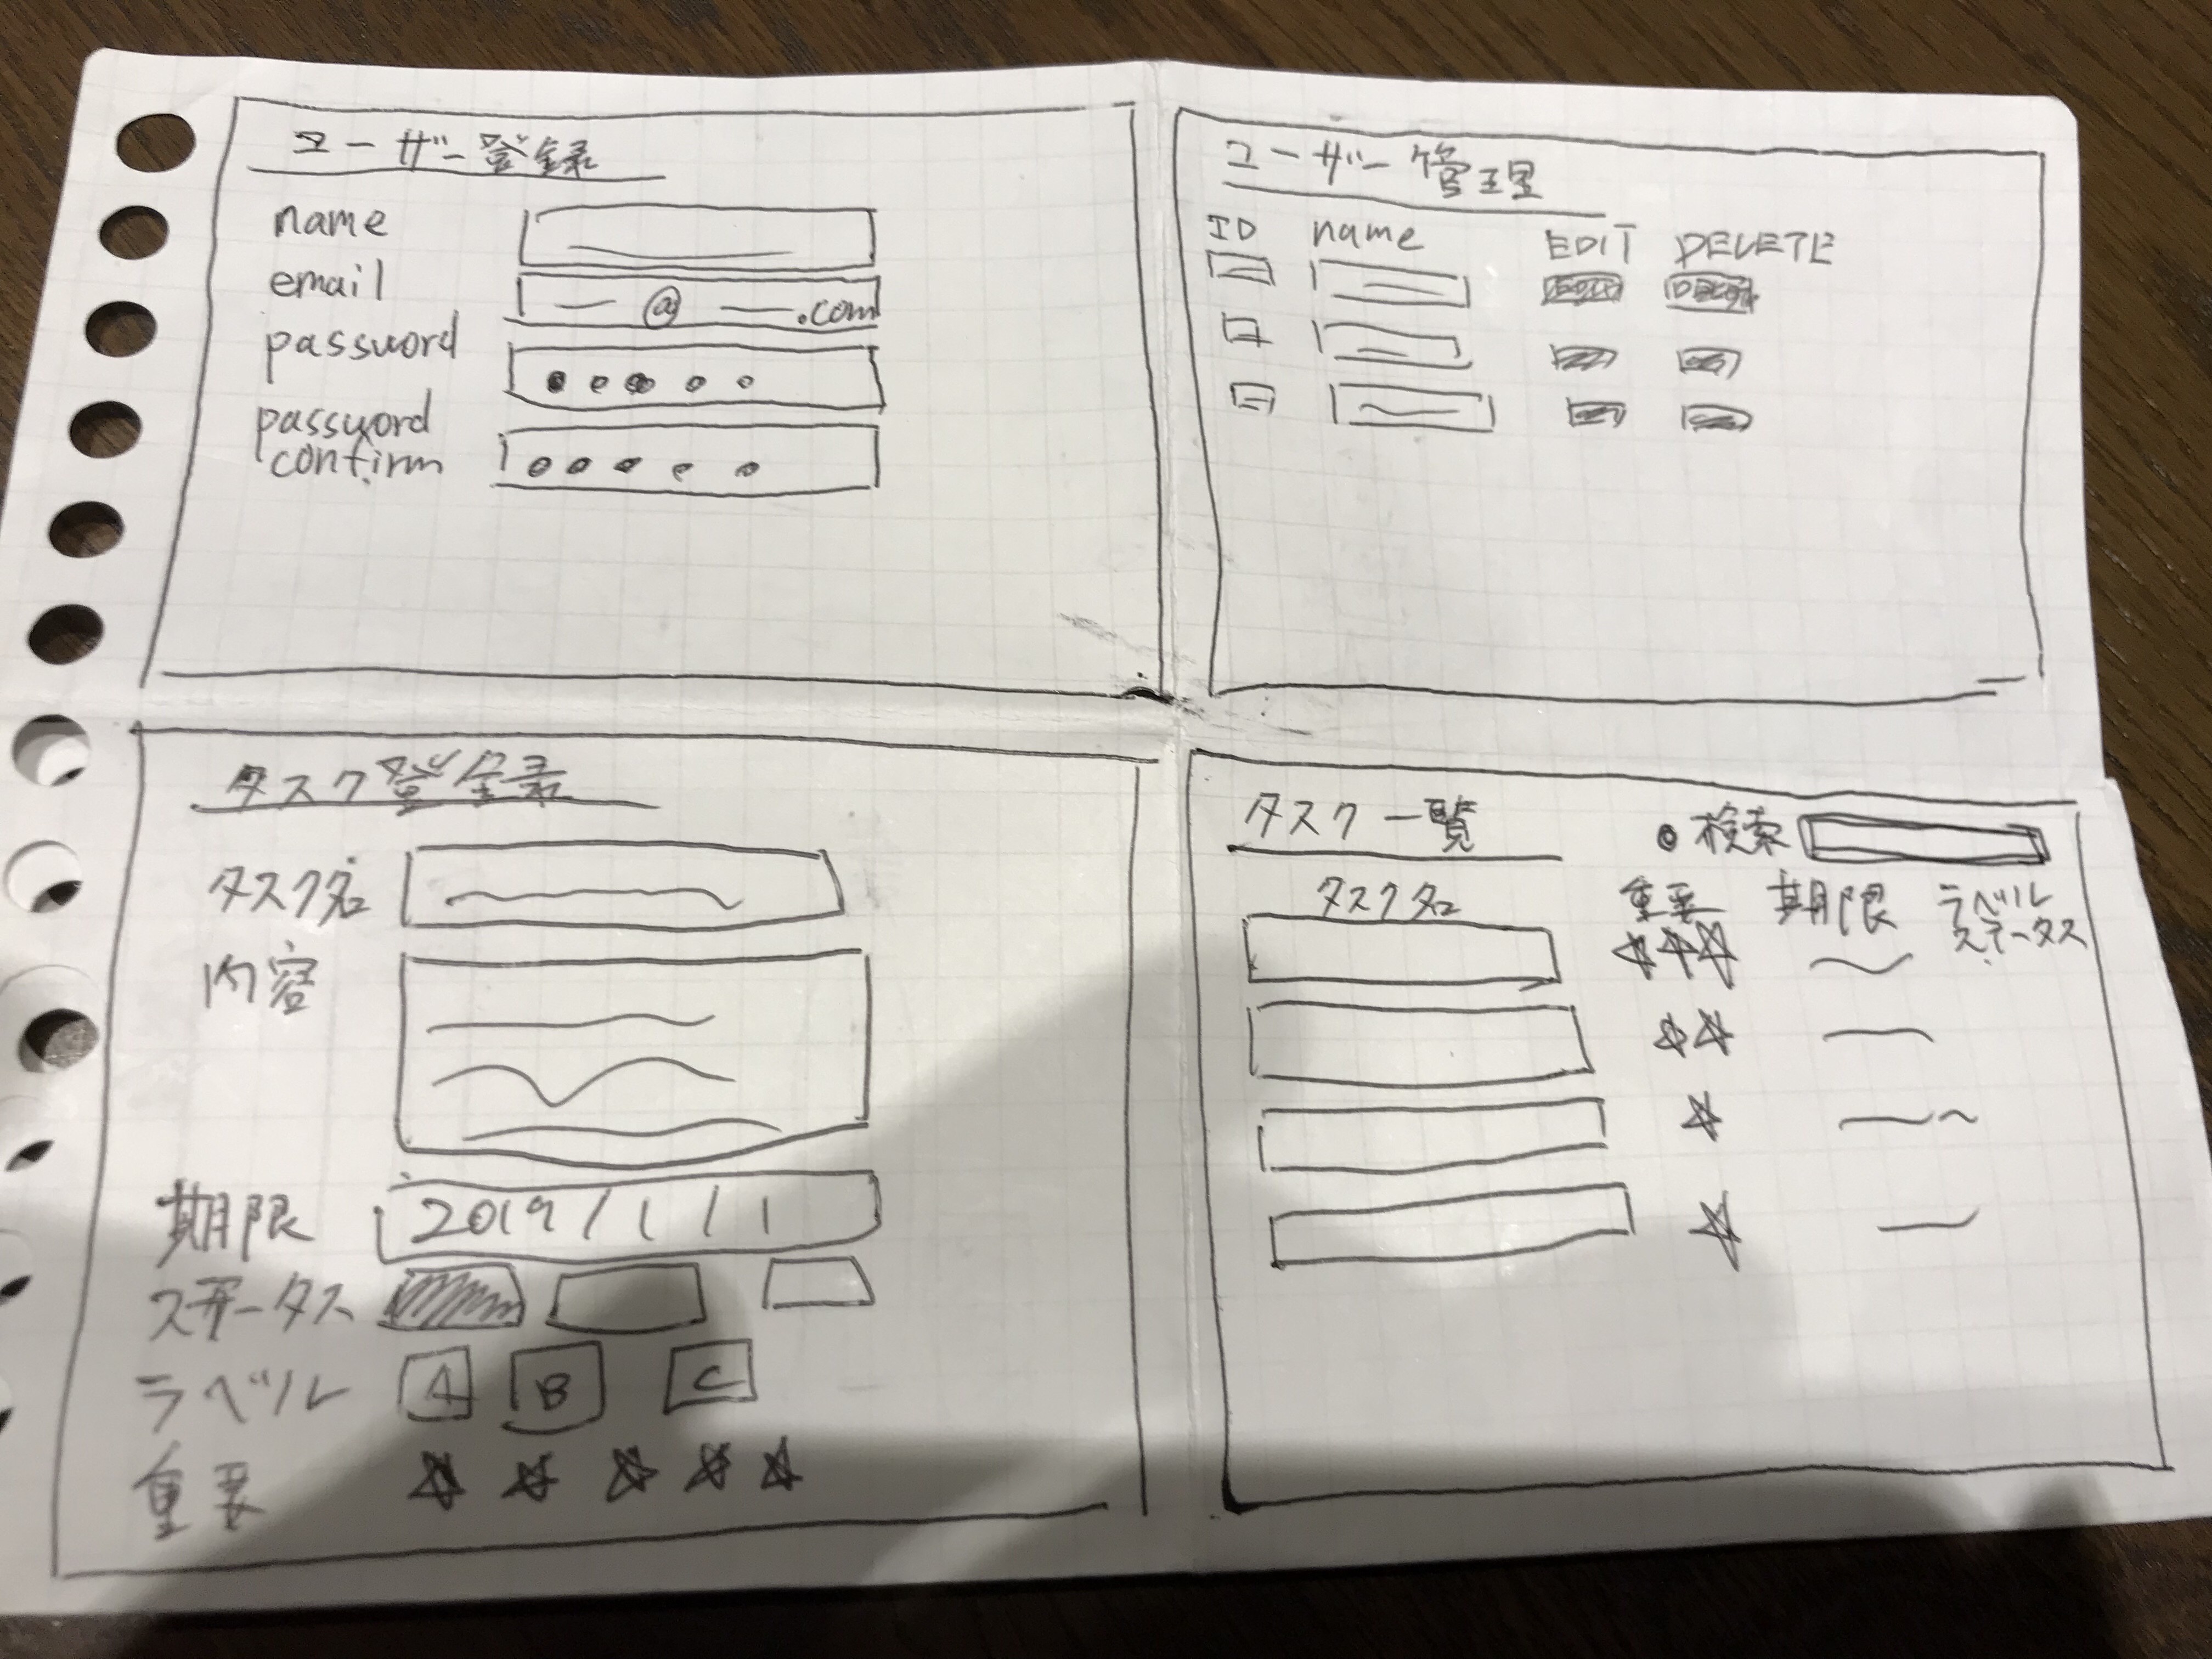 ユーザー登録
name
email @ .com
password
password
confirm
ユーザー管理
ID name EDIT DELETE
タスク登録
タスク名
内容
期限 2019/1/1
ステータス
ラベル A B C
重要
タスク一覧 検索
タスク名 重要 期限 ラベル
ステータス